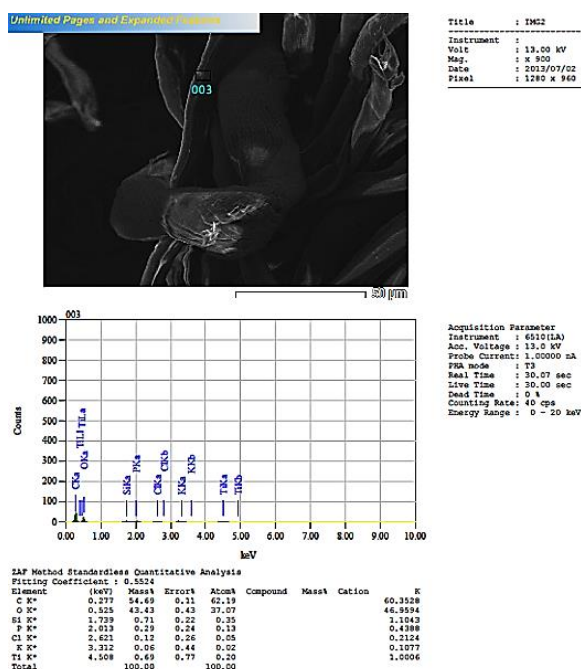 Unlimited Pages and Expanded Features
003
50 µm
Title : IMG2
Instrument :
Volt : 13.00 kV
Mag. : x 900
Date : 2013/07/02
Pixel : 1280 x 960
003
1000
900
800
700
600
500
400
300
200
100
0
Counts
CKa
TiLl
TiLa
OKa
SiKa
PKa
ClKa
ClKb
KKa
KKb
TiKa
TiKb
0.00 1.00 2.00 3.00 4.00 5.00 6.00 7.00 8.00 9.00 10.00
keV
Acquisition Parameter
Instrument : 6510(LA)
Acc. Voltage : 13.0 kV
Probe Current: 1.00000 nA
PHA mode : T3
Real Time : 30.07 sec
Live Time : 30.00 sec
Dead Time : 0 %
Counting Rate: 40 cps
Energy Range : 0 - 20 keV
ZAF Method Standardless Quantitative Analysis
Fitting Coefficient : 0.5524
Element (keV) Mass% Error% Atom% Compound Mass% Cation K
C K* 0.277 54.69 0.11 62.19 60.3528
O K* 0.525 43.43 0.43 37.07 46.9594
Si K* 1.739 0.71 0.22 0.35 1.1043
P K* 2.013 0.29 0.24 0.13 0.4388
Cl K* 2.621 0.12 0.26 0.05 0.2124
K K* 3.312 0.06 0.44 0.02 0.1077
Ti K* 4.508 0.69 0.77 0.20 1.0006
Total 100.00 100.00